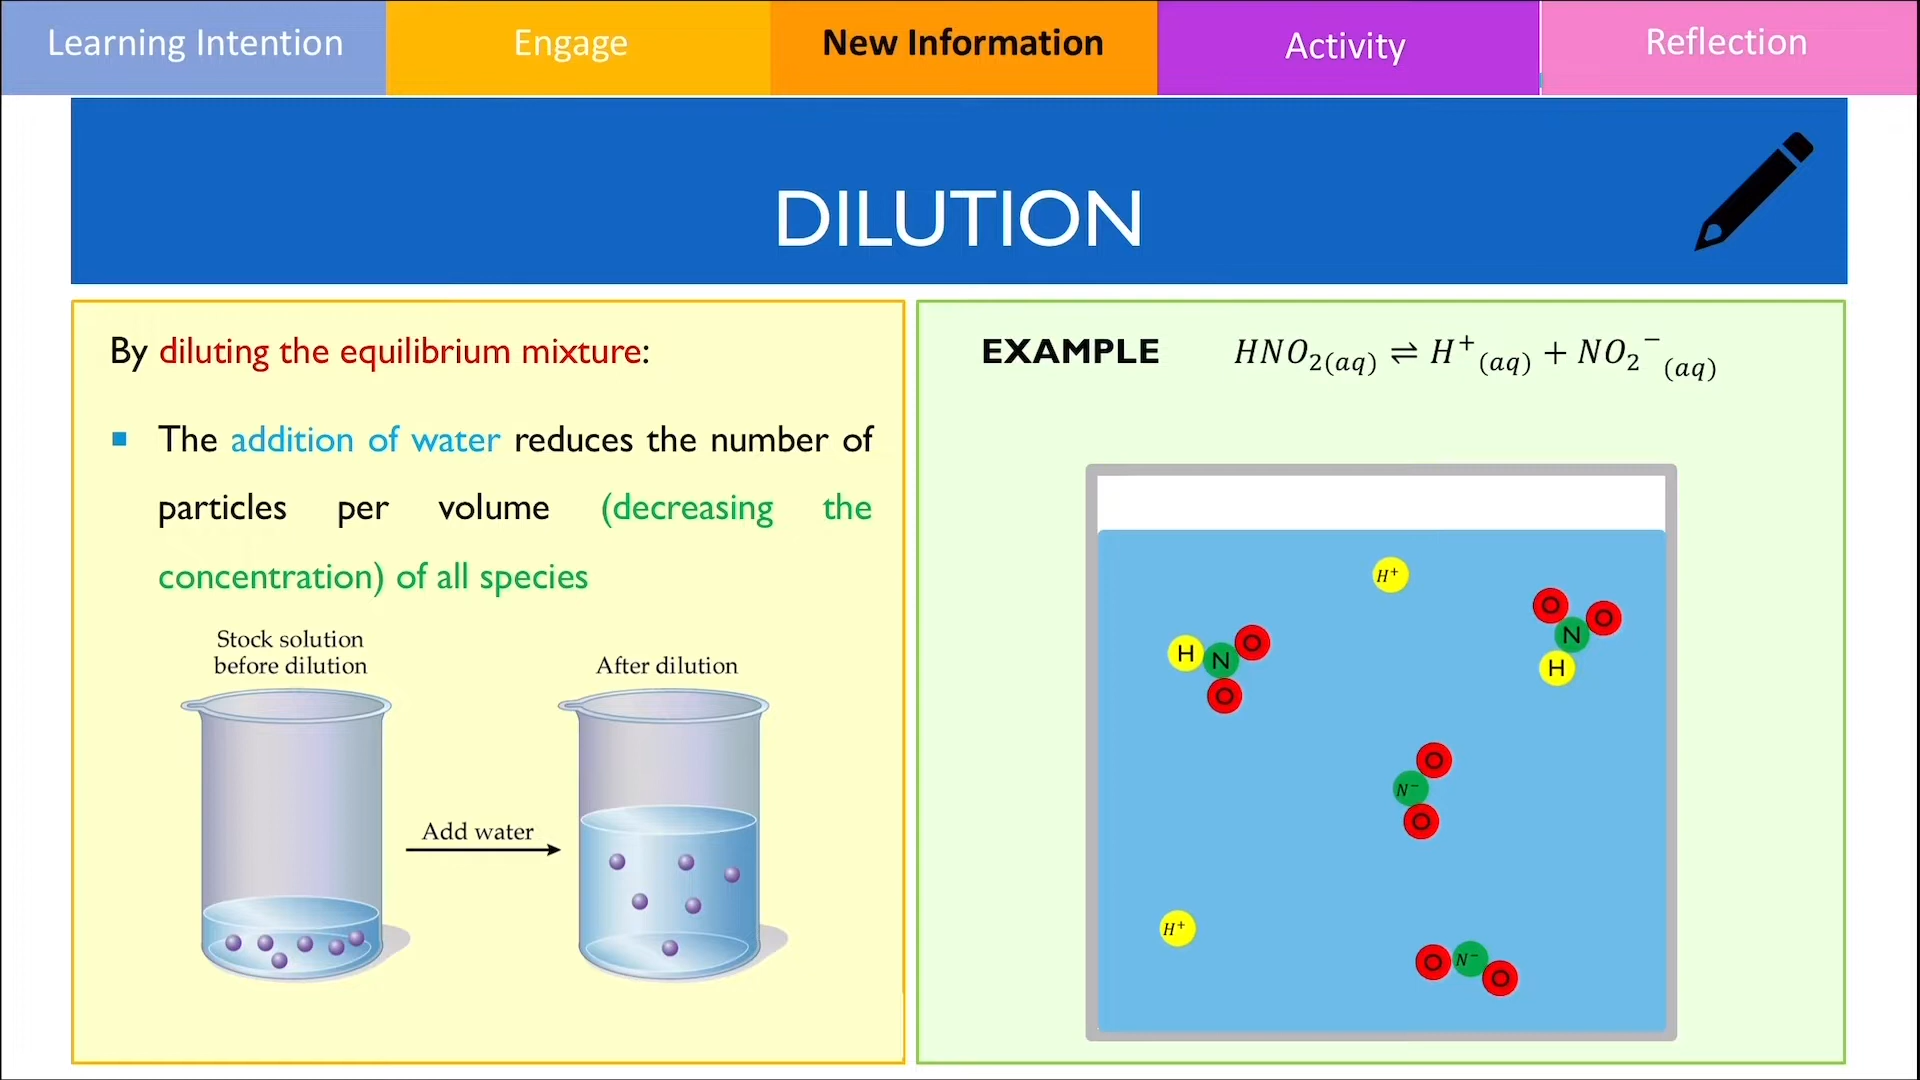 Learning Intention
Engage
New Information
Activity
Reflection
DILUTION
By diluting the equilibrium mixture:
▪ The addition of water reduces the number of
particles per volume (decreasing the
concentration) of all species
Stock solution
before dilution
After dilution
Add water
EXAMPLE HNO₂(aq) ⇌ H⁺(aq) + NO₂⁻(aq)
H⁺
O
O
N
H
H
N
O
O
O
N⁻
O
H⁺
O
N⁻
O